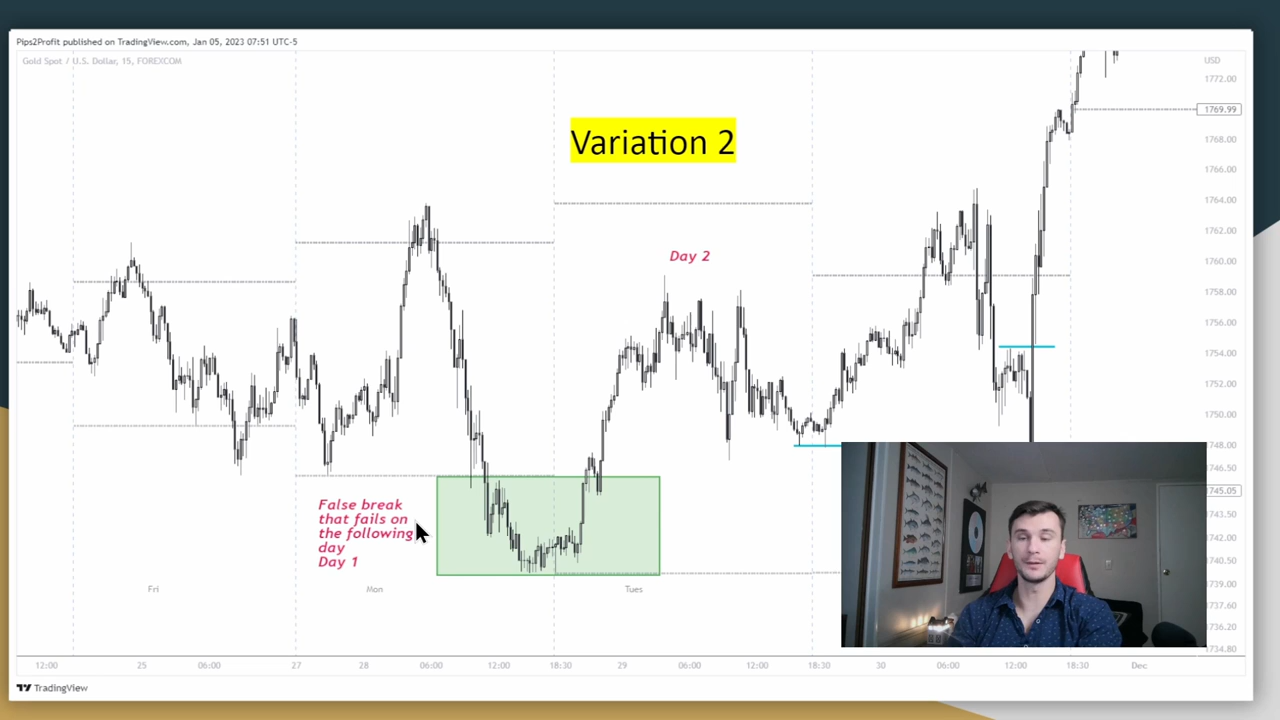 Pips2Profit published on TradingView.com, Jan 05, 2023 07:51 UTC-5
Gold Spot / U.S. Dollar, 15, FOREXCOM
USD
1772.00
1769.99
1768.00
1766.00
1764.00
1762.00
1760.00
1758.00
1756.00
1754.00
1752.00
1750.00
1748.00
1746.50
1745.05
1743.50
1742.00
1740.50
1739.00
1737.60
1736.20
1734.80
Variation 2
Day 2
False break
that fails on
the following
day
Day 1
Fri
Mon
Tues
12:00 25 06:00 27 28 06:00 12:00 18:30 29 06:00 12:00 18:30 30 06:00 12:00 18:30 Dec
TradingView